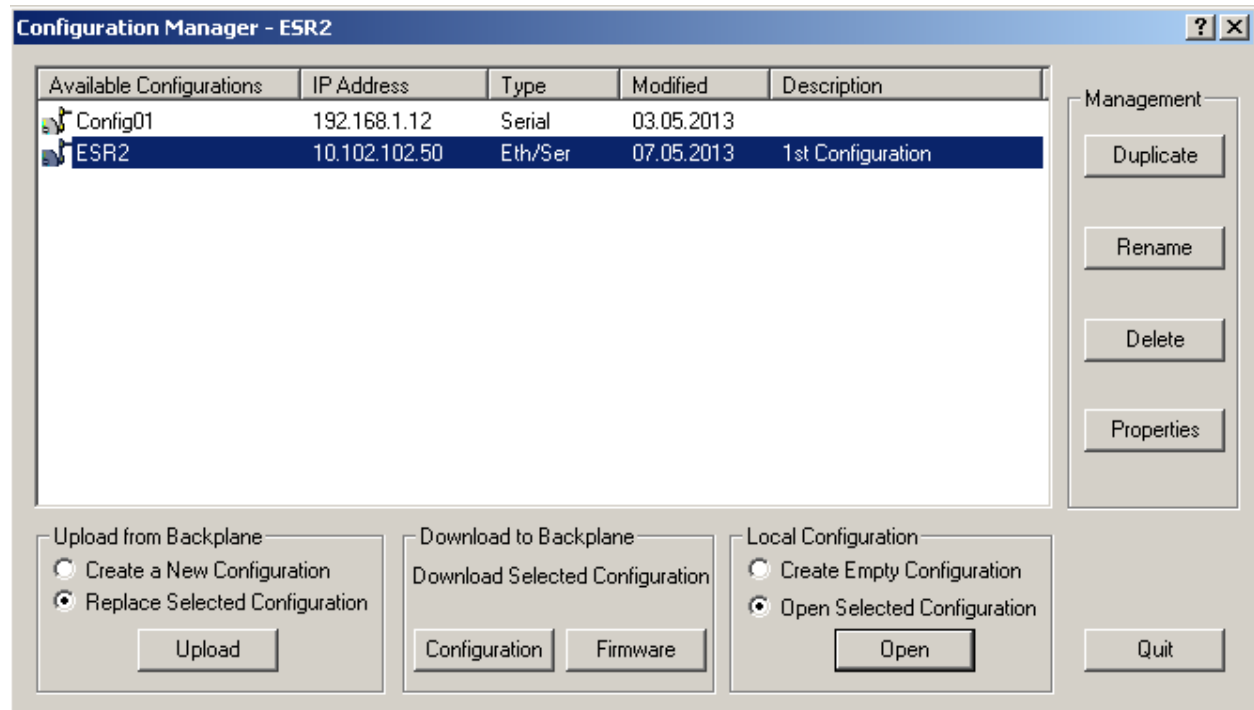 Configuration Manager - ESR2
Available Configurations IP Address Type Modified Description
Config01 192.168.1.12 Serial 03.05.2013
ESR2 10.102.102.50 Eth/Ser 07.05.2013 1st Configuration
Management
Duplicate
Rename
Delete
Properties
Upload from Backplane
Create a New Configuration
Replace Selected Configuration
Upload
Download to Backplane
Download Selected Configuration
Configuration Firmware
Local Configuration
Create Empty Configuration
Open Selected Configuration
Open
Quit